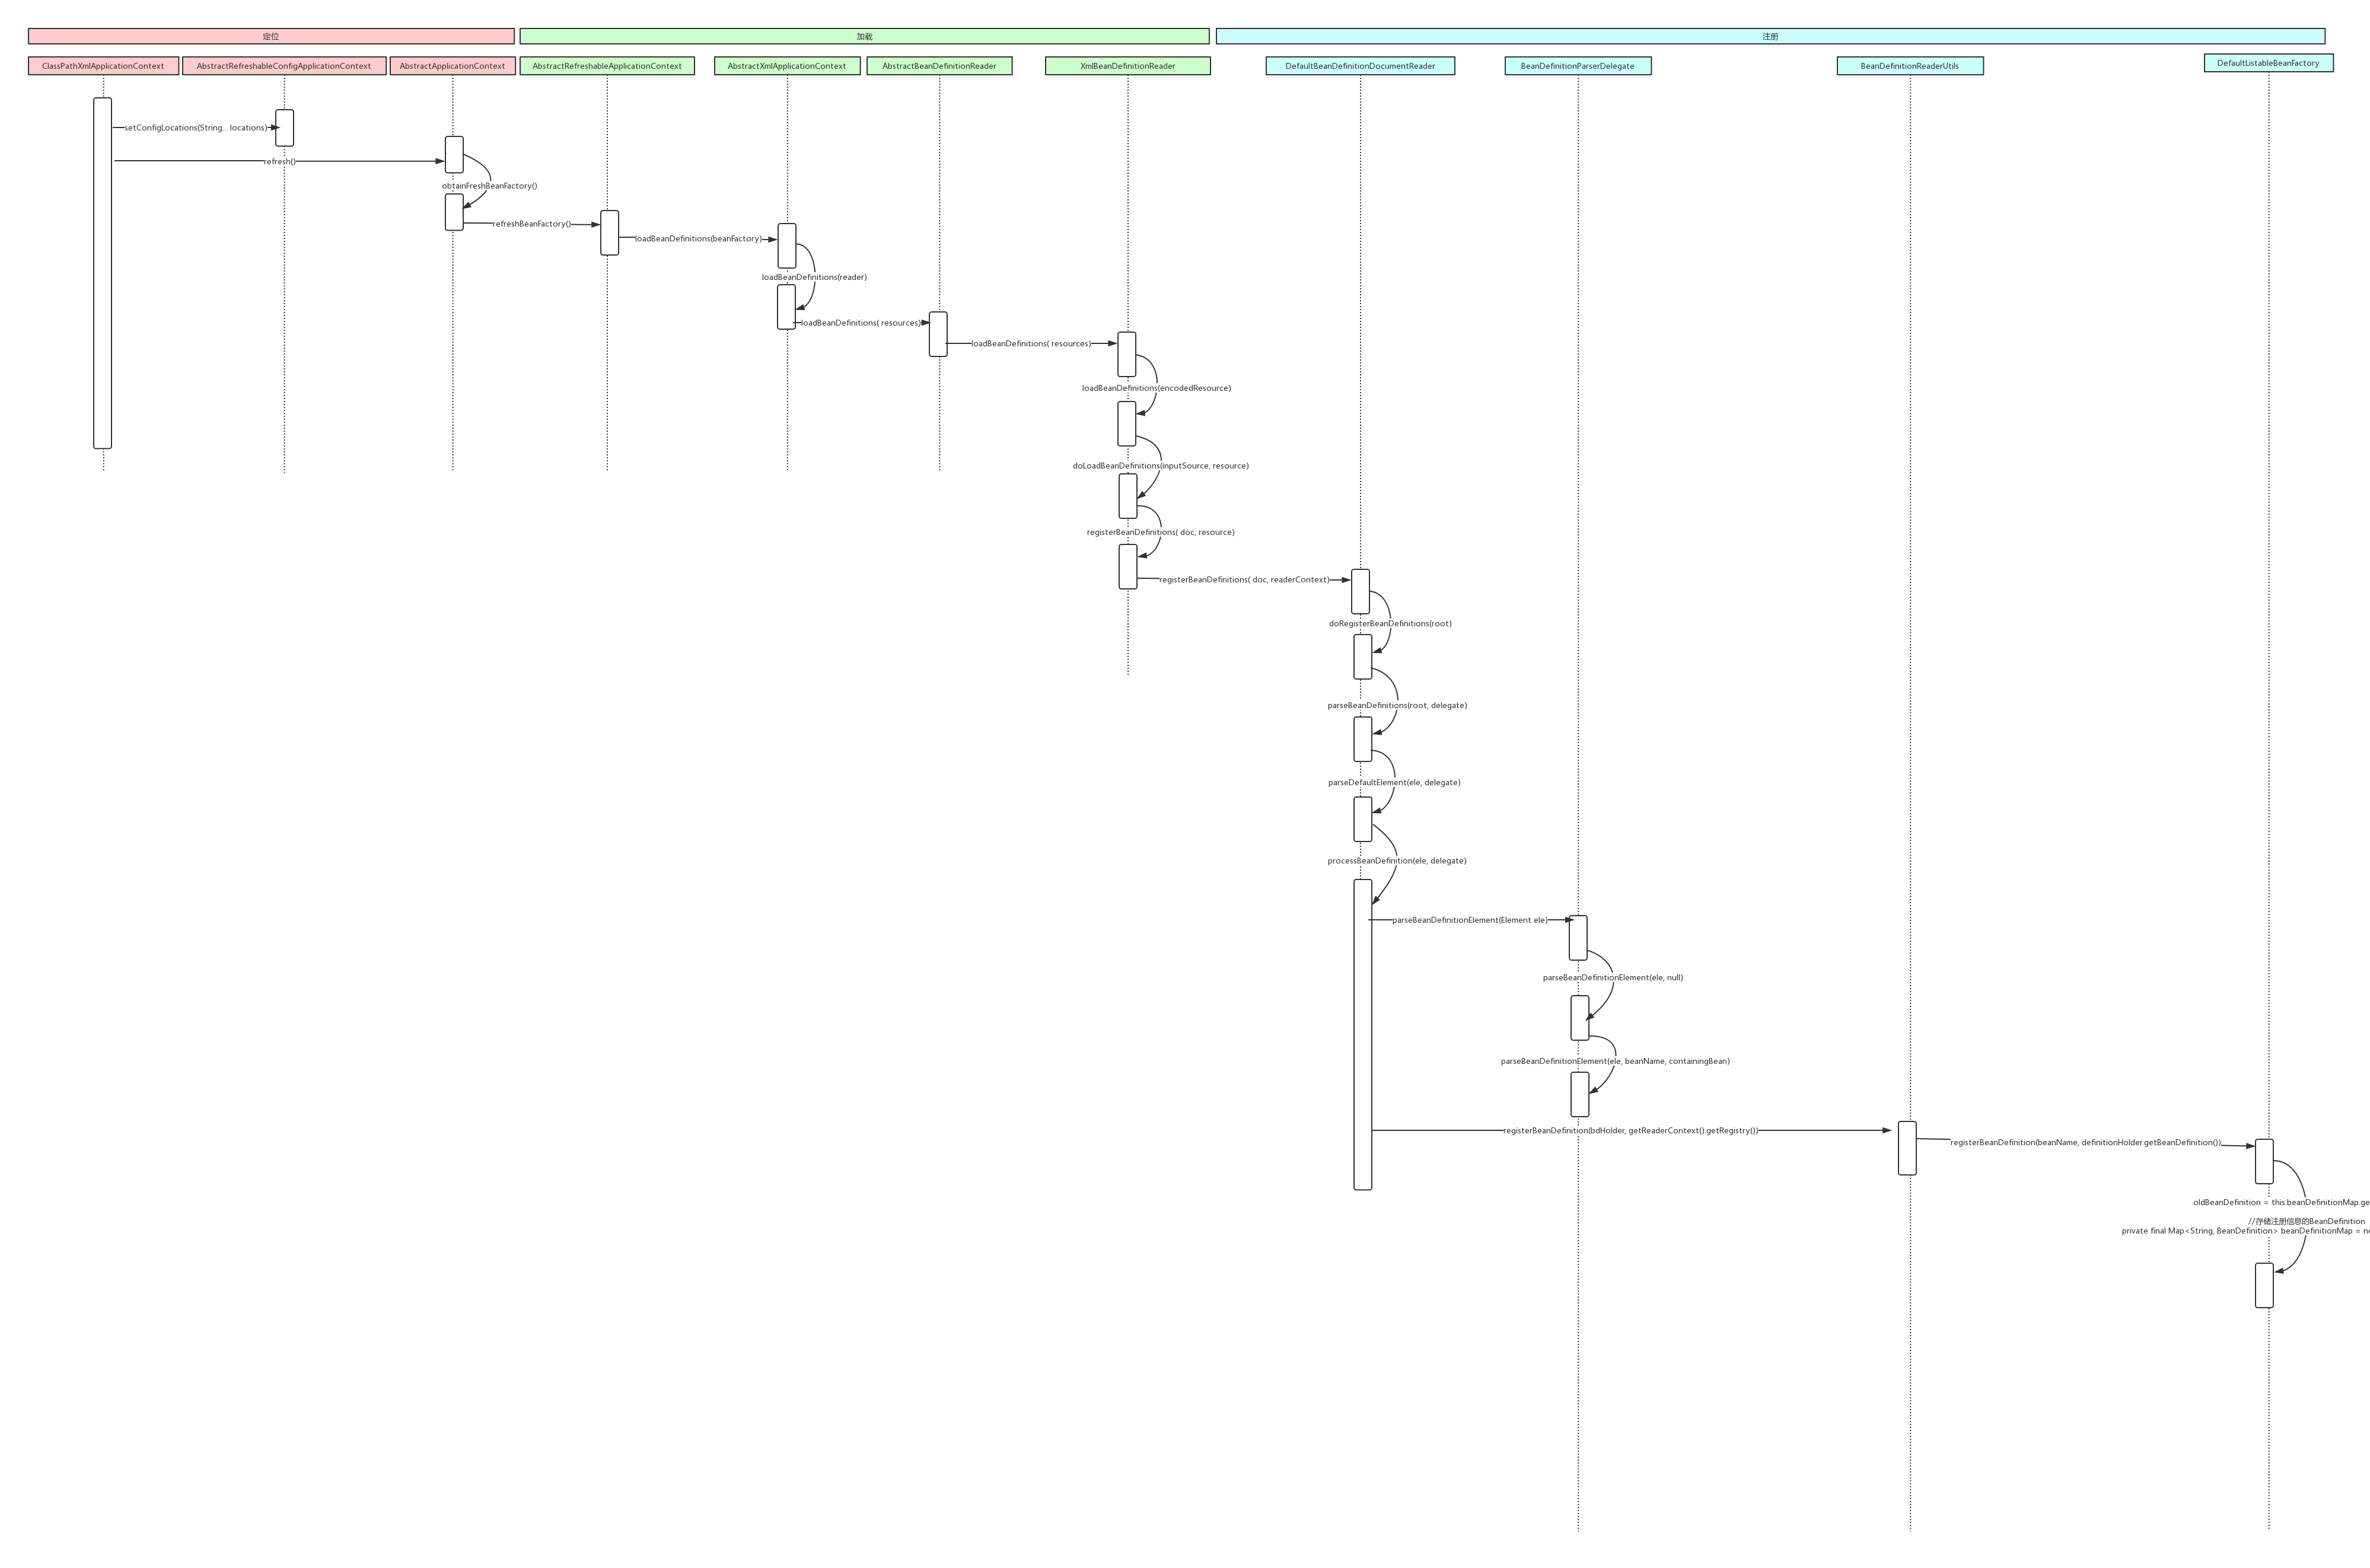 定位
加载
注册
ClassPathXmlApplicationContext
AbstractRefreshableConfigApplicationContext
AbstractApplicationContext
AbstractRefreshableApplicationContext
AbstractXmlApplicationContext
AbstractBeanDefinitionReader
XmlBeanDefinitionReader
DefaultBeanDefinitionDocumentReader
BeanDefinitionParserDelegate
BeanDefinitionReaderUtils
DefaultListableBeanFactory
setConfigLocations(String... locations)
refresh()
obtainFreshBeanFactory()
refreshBeanFactory()
loadBeanDefinitions(beanFactory)
loadBeanDefinitions(reader)
loadBeanDefinitions( resources)
loadBeanDefinitions( resources)
loadBeanDefinitions(encodedResource)
doLoadBeanDefinitions(inputSource, resource)
registerBeanDefinitions( doc, resource)
registerBeanDefinitions( doc, readerContext)
doRegisterBeanDefinitions(root)
parseBeanDefinitions(root, delegate)
parseDefaultElement(ele, delegate)
processBeanDefinition(ele, delegate)
parseBeanDefinitionElement(Element ele)
parseBeanDefinitionElement(ele, null)
parseBeanDefinitionElement(ele, beanName, containingBean)
registerBeanDefinition(bdHolder, getReaderContext().getRegistry())
registerBeanDefinition(beanName, definitionHolder.getBeanDefinition())
oldBeanDefinition = this.beanDefinitionMap.ge
//存储注册信息的BeanDefinition
private final Map<String, BeanDefinition> beanDefinitionMap = ne